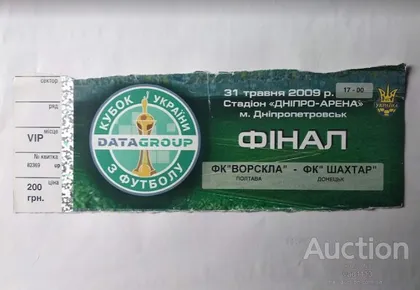 сектор
ряд
місце
VIP
№ квитка
ціна
200
грн.
КУБОК УКРАЇНИ
DATAGROUP
З ФУТБОЛУ
31 травня 2009 р.
17-00
Стадіон «ДНІПРО-АРЕНА»
м. Дніпропетровськ
УКРАЇНА
ФІНАЛ
ФК"ВОРСКЛА" - ФК"ШАХТАР"
ПОЛТАВА ДОНЕЦЬК
Auction